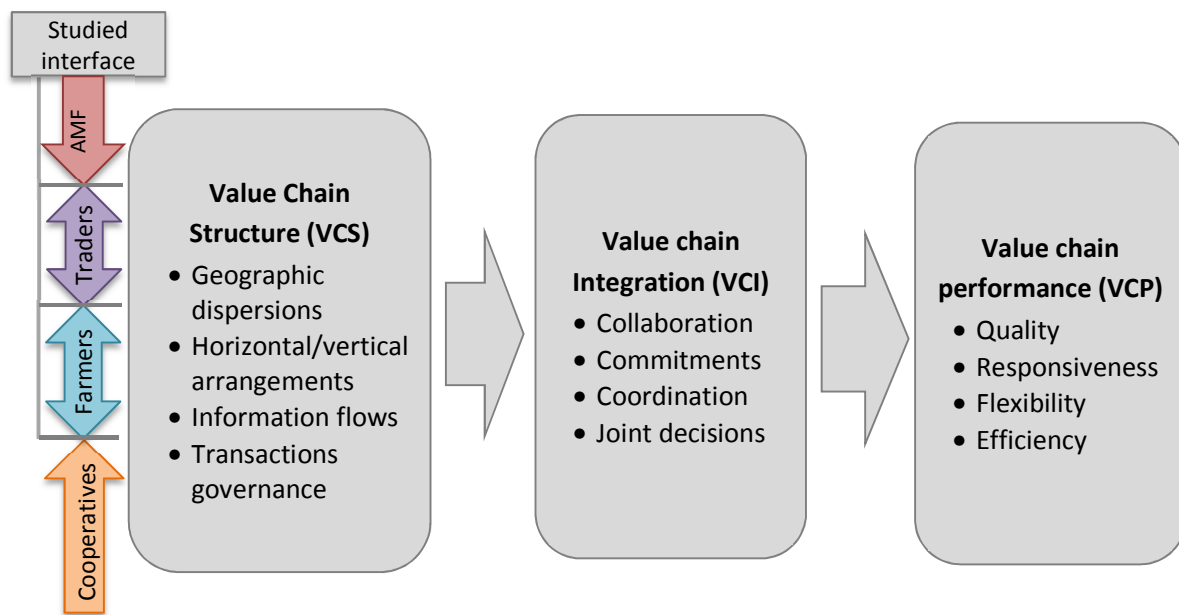 Studied
interface
AMF
Traders
Farmers
Cooperatives
Value Chain
Structure (VCS)
• Geographic
dispersions
• Horizontal/vertical
arrangements
• Information flows
• Transactions
governance
Value chain
Integration (VCI)
• Collaboration
• Commitments
• Coordination
• Joint decisions
Value chain
performance (VCP)
• Quality
• Responsiveness
• Flexibility
• Efficiency